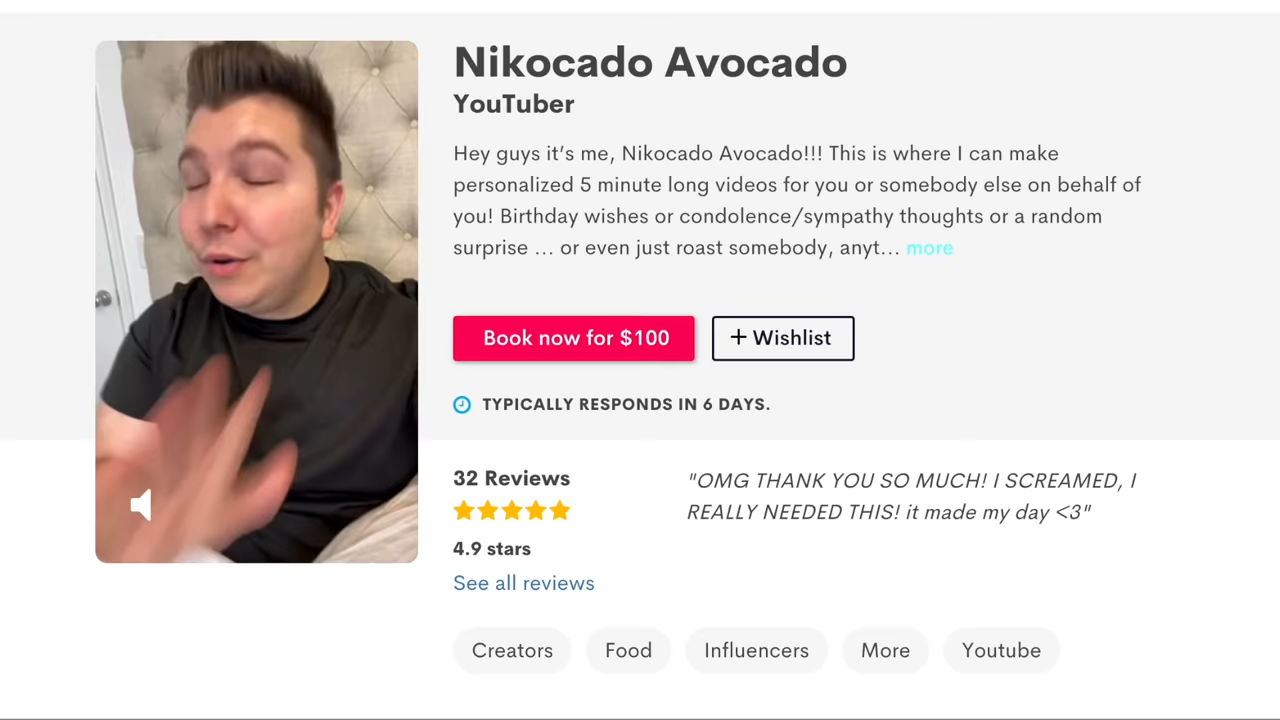 Nikocado Avocado
YouTuber
Hey guys it’s me, Nikocado Avocado!!! This is where I can make
personalized 5 minute long videos for you or somebody else on behalf of
you! Birthday wishes or condolence/sympathy thoughts or a random
surprise ... or even just roast somebody, anyt... more
Book now for $100
+ Wishlist
TYPICALLY RESPONDS IN 6 DAYS.
32 Reviews
4.9 stars
See all reviews
"OMG THANK YOU SO MUCH! I SCREAMED, I
REALLY NEEDED THIS! it made my day <3"
Creators Food Influencers More Youtube